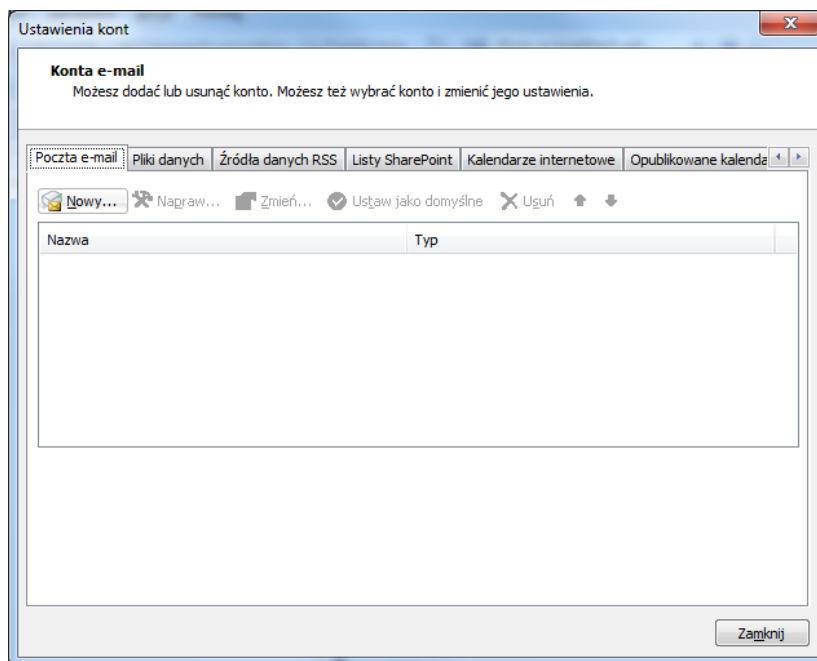 Ustawienia kont
Konta e-mail
Możesz dodać lub usunąć konto. Możesz też wybrać konto i zmienić jego ustawienia.
Poczta e-mail Pliki danych Źródła danych RSS Listy SharePoint Kalendarze internetowe Opublikowane kalenda
Nowy... Napraw... Zmień... Ustaw jako domyślne Usuń
Nazwa Typ
Zamknij